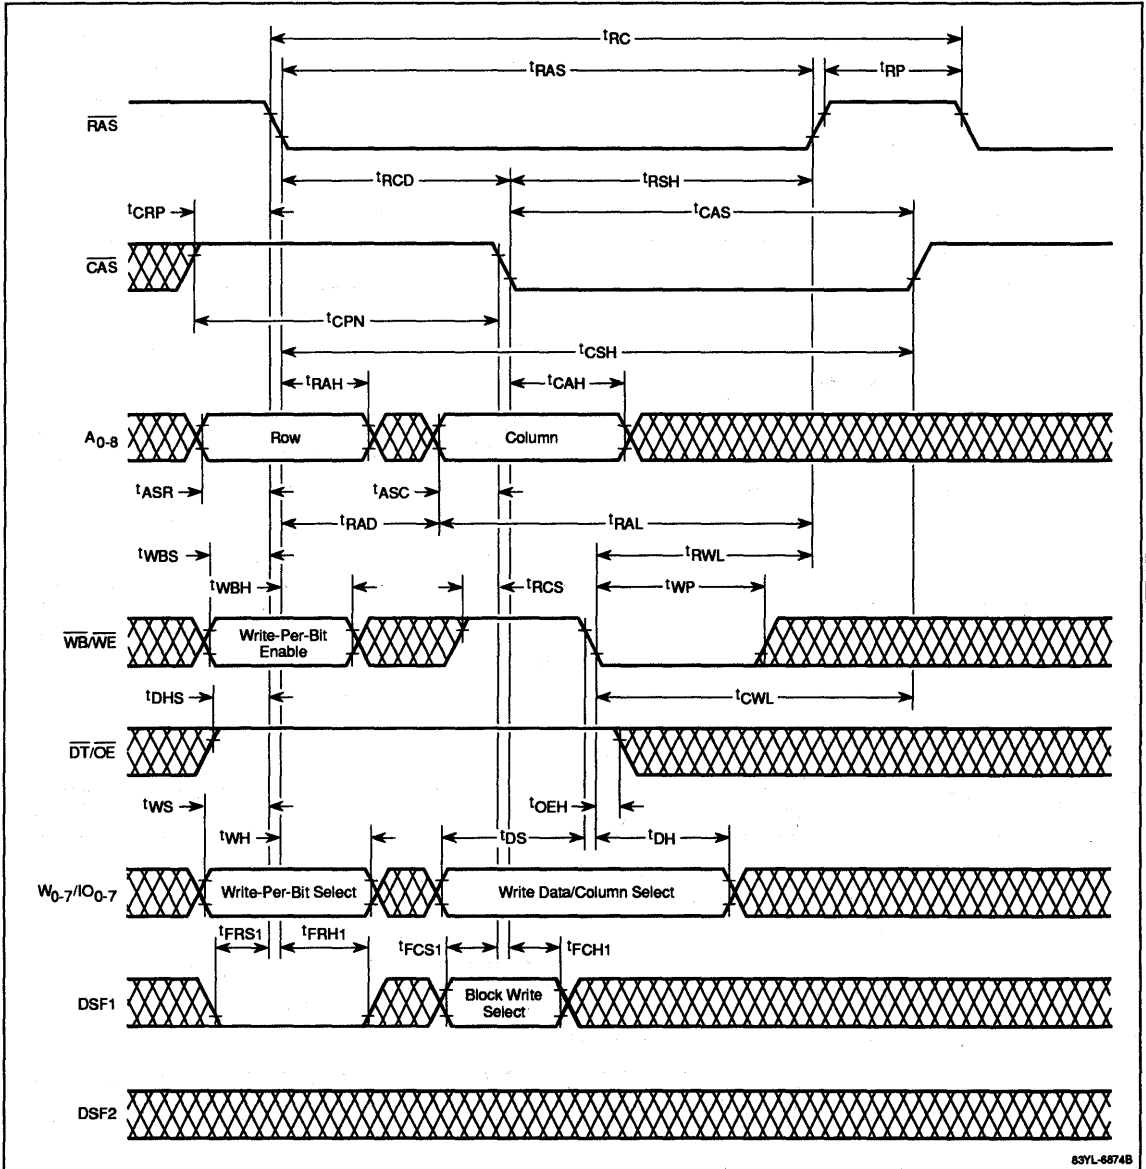 tRC
tRAS
tRP
RAS
tRCD
tRSH
tCRP
tCAS
CAS
tCPN
tCSH
tRAH
tCAH
A0-8
Row
Column
tASR
tASC
tRAD
tRAL
tWBS
tRWL
tWBH
tRCS
tWP
WB/WE
Write-Per-Bit
Enable
tDHS
tCWL
DT/OE
tWS
tOEH
tWH
tDS
tDH
W0-7/IO0-7
Write-Per-Bit Select
Write Data/Column Select
tFRS1
tFRH1
tFCS1
tFCH1
DSF1
Block Write
Select
DSF2
83YL-6874B